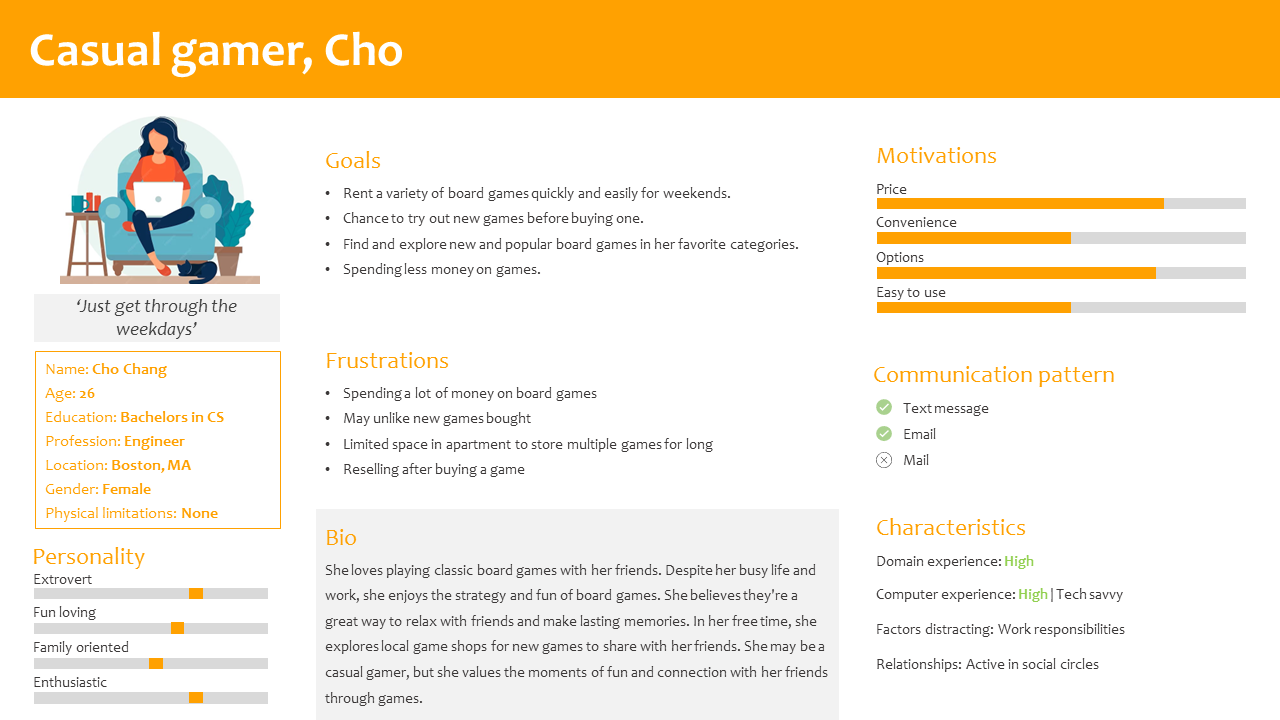 Casual gamer, Cho
‘Just get through the
weekdays’
Name: Cho Chang
Age: 26
Education: Bachelors in CS
Profession: Engineer
Location: Boston, MA
Gender: Female
Physical limitations: None
Personality
Extrovert
Fun loving
Family oriented
Enthusiastic
Goals
• Rent a variety of board games quickly and easily for weekends.
• Chance to try out new games before buying one.
• Find and explore new and popular board games in her favorite categories.
• Spending less money on games.
Frustrations
• Spending a lot of money on board games
• May unlike new games bought
• Limited space in apartment to store multiple games for long
• Reselling after buying a game
Bio
She loves playing classic board games with her friends. Despite her busy life and
work, she enjoys the strategy and fun of board games. She believes they’re a
great way to relax with friends and make lasting memories. In her free time, she
explores local game shops for new games to share with her friends. She may be a
casual gamer, but she values the moments of fun and connection with her friends
through games.
Motivations
Price
Convenience
Options
Easy to use
Communication pattern
Text message
Email
Mail
Characteristics
Domain experience: High
Computer experience: High | Tech savvy
Factors distracting: Work responsibilities
Relationships: Active in social circles